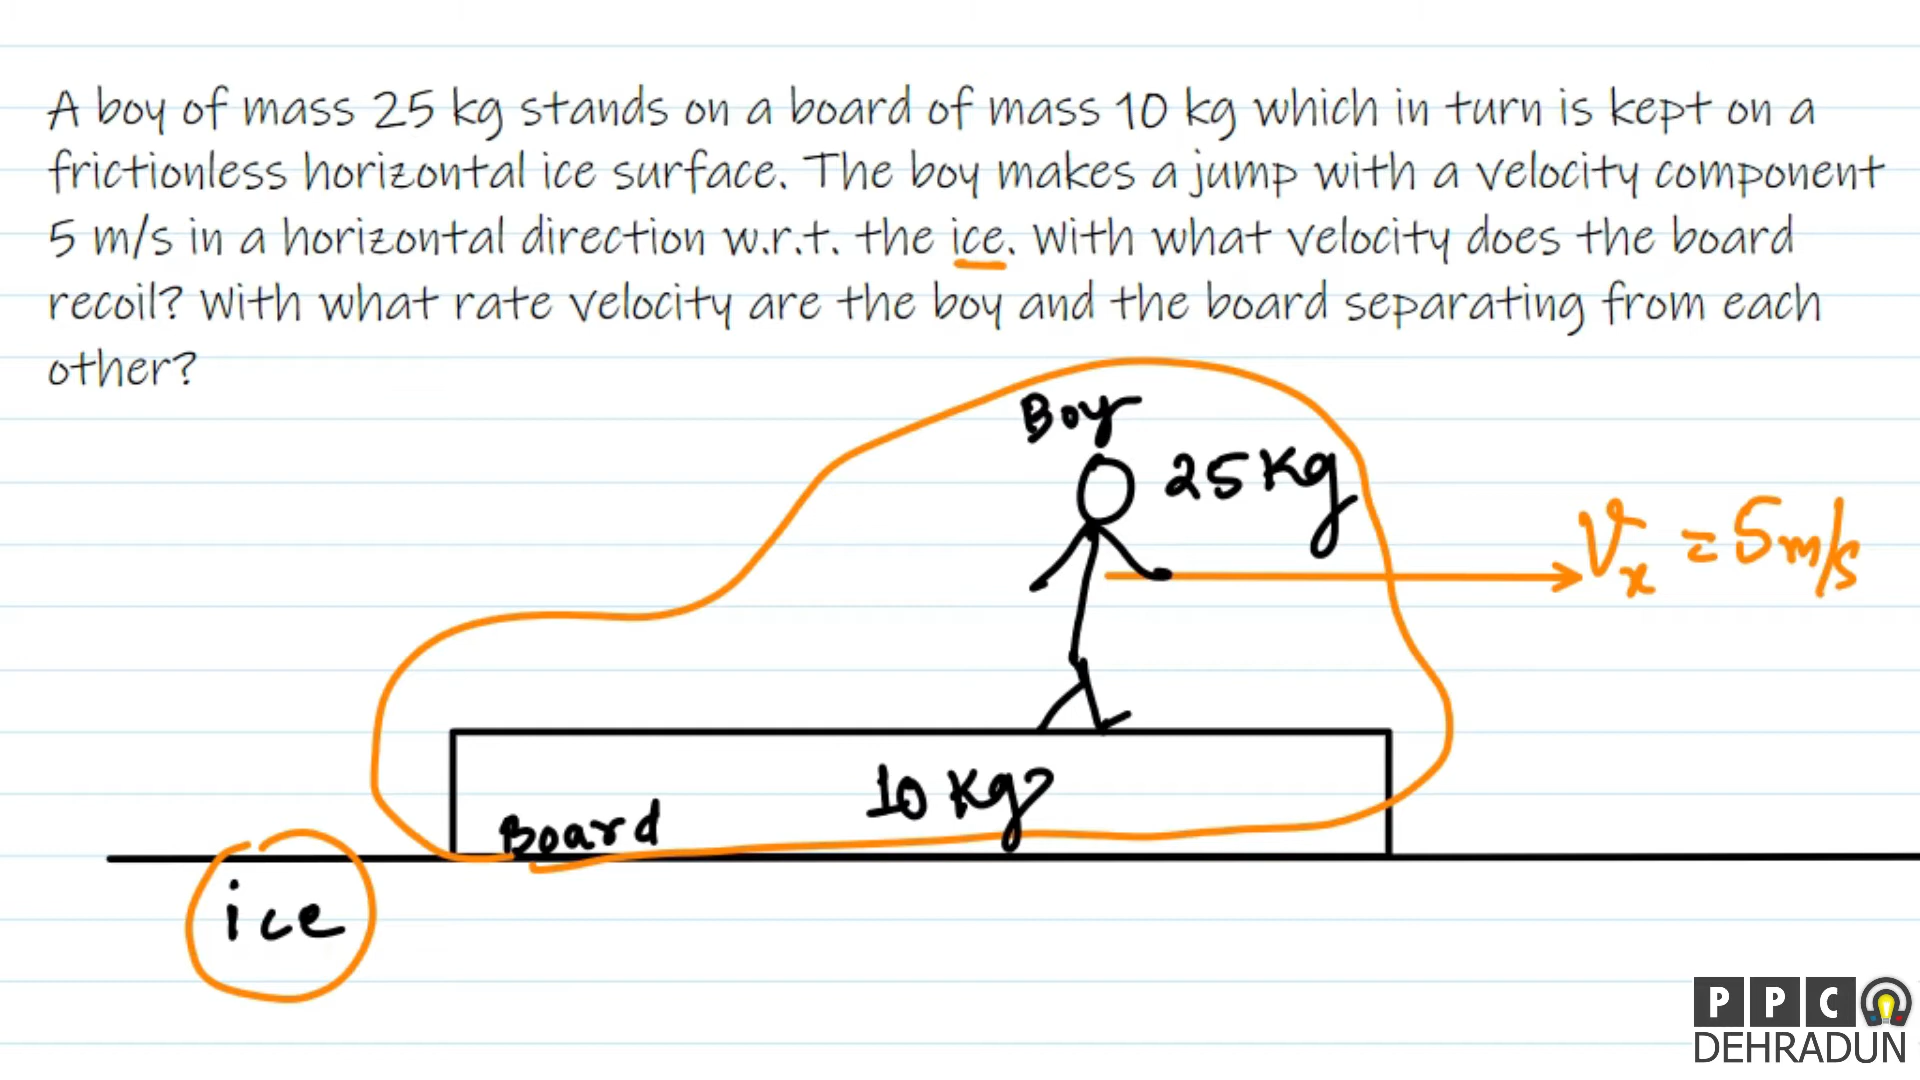 A boy of mass 25 kg stands on a board of mass 10 kg which in turn is kept on a
frictionless horizontal ice surface. The boy makes a jump with a velocity component
5 m/s in a horizontal direction w.r.t. the ice. With what velocity does the board
recoil? With what rate velocity are the boy and the board separating from each
other?
Boy
25 Kg
Vx = 5m/s
10 Kg
Board
ice
PPC
DEHRADUN